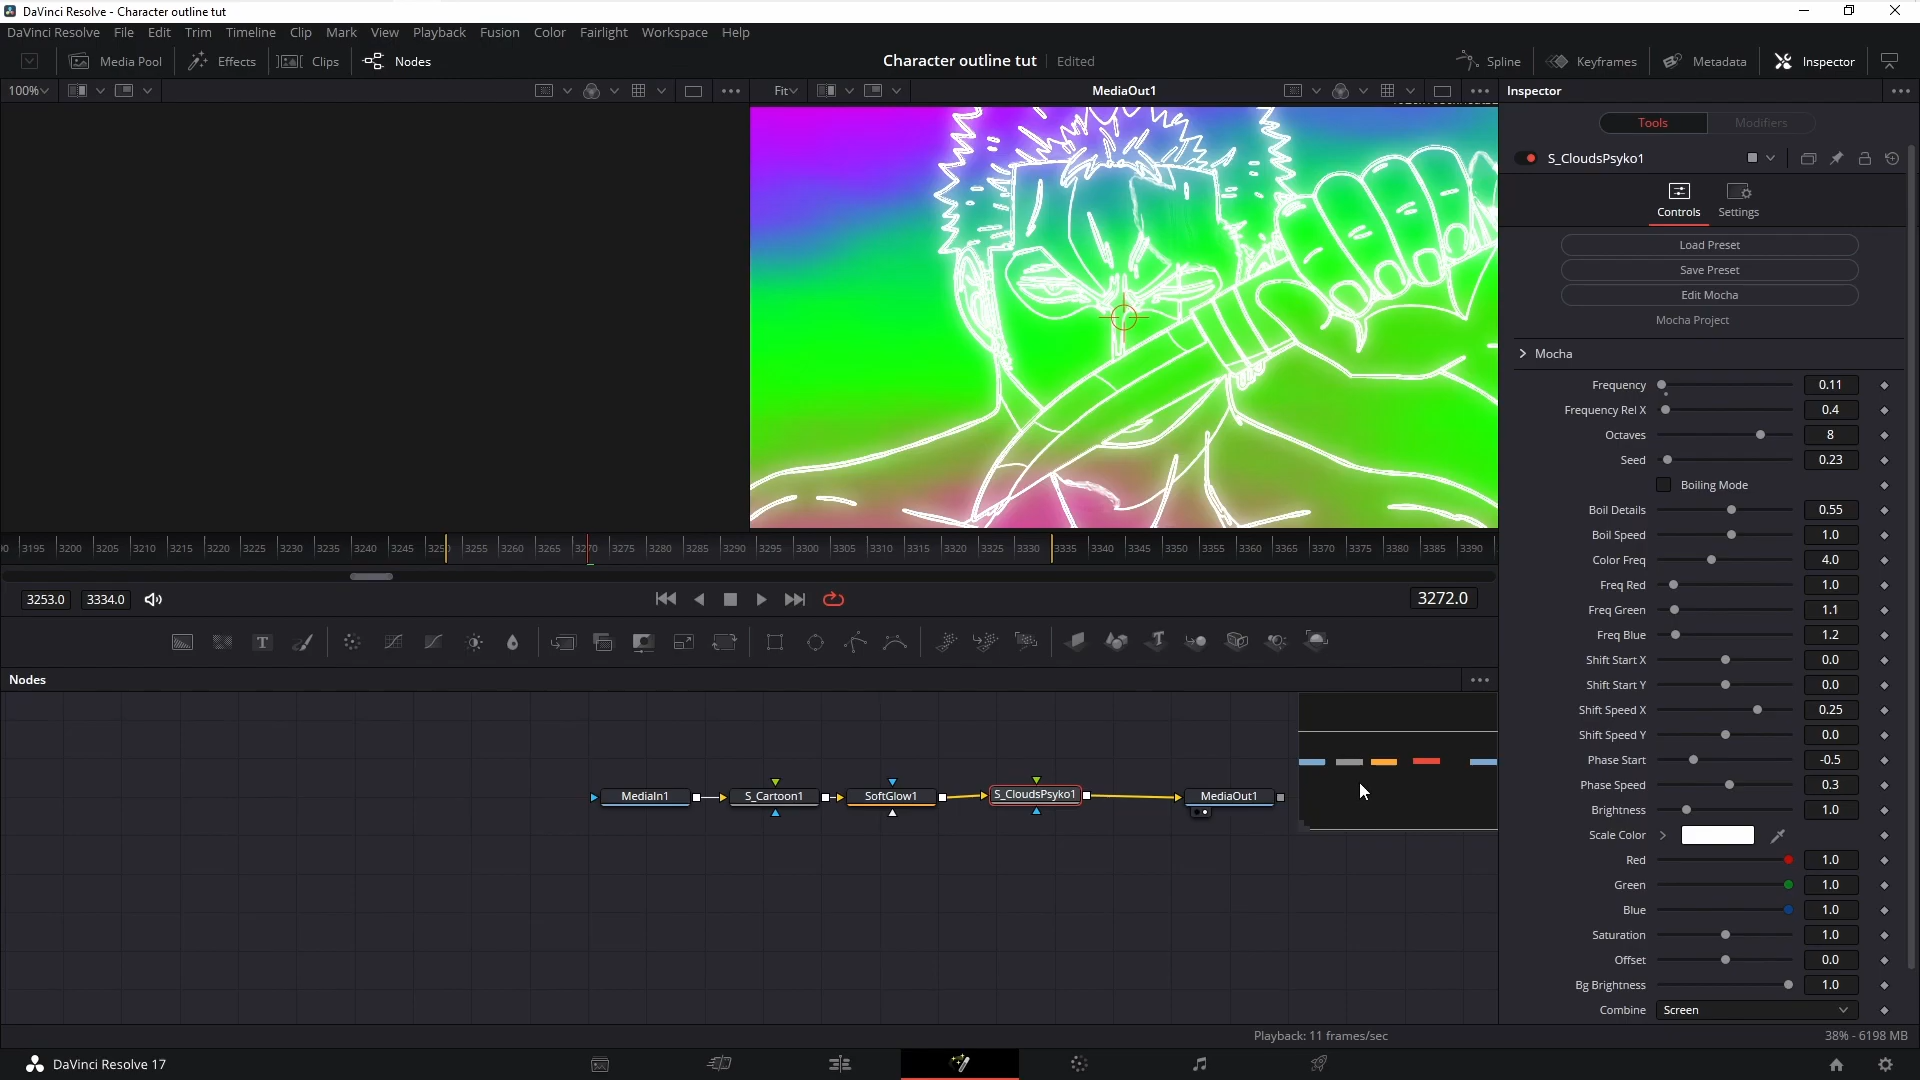 DaVinci Resolve - Character outline tut
DaVinci Resolve File Edit Trim Timeline Clip Mark View Playback Fusion Color Fairlight Workspace Help
Media Pool Effects Clips Nodes Character outline tut Edited Spline Keyframes Metadata Inspector
100% Fit MediaOut1 Inspector
Tools Modifiers
S_CloudsPsyko1
Controls Settings
Load Preset
Save Preset
Edit Mocha
Mocha Project
Mocha
Frequency 0.11
Frequency Rel X 0.4
Octaves 8
Seed 0.23
Boiling Mode
Boil Details 0.55
Boil Speed 1.0
Color Freq 4.0
Freq Red 1.0
Freq Green 1.1
Freq Blue 1.2
Shift Start X 0.0
Shift Start Y 0.0
Shift Speed X 0.25
Shift Speed Y 0.0
Phase Start -0.5
Phase Speed 0.3
Brightness 1.0
Scale Color
Red 1.0
Green 1.0
Blue 1.0
Saturation 1.0
Offset 0.0
Bg Brightness 1.0
Combine Screen
3195 3200 3205 3210 3215 3220 3225 3230 3235 3240 3245 3255 3260 3265 3270 3275 3280 3285 3290 3295 3300 3305 3310 3315 3320 3325 3330 3335 3340 3345 3350 3355 3360 3365 3370 3375 3380 3385 3390
3253.0 3334.0 3272.0
Nodes
MediaIn1 S_Cartoon1 SoftGlow1 S_CloudsPsyko1 MediaOut1
Playback: 11 frames/sec 38% - 6198 MB
DaVinci Resolve 17